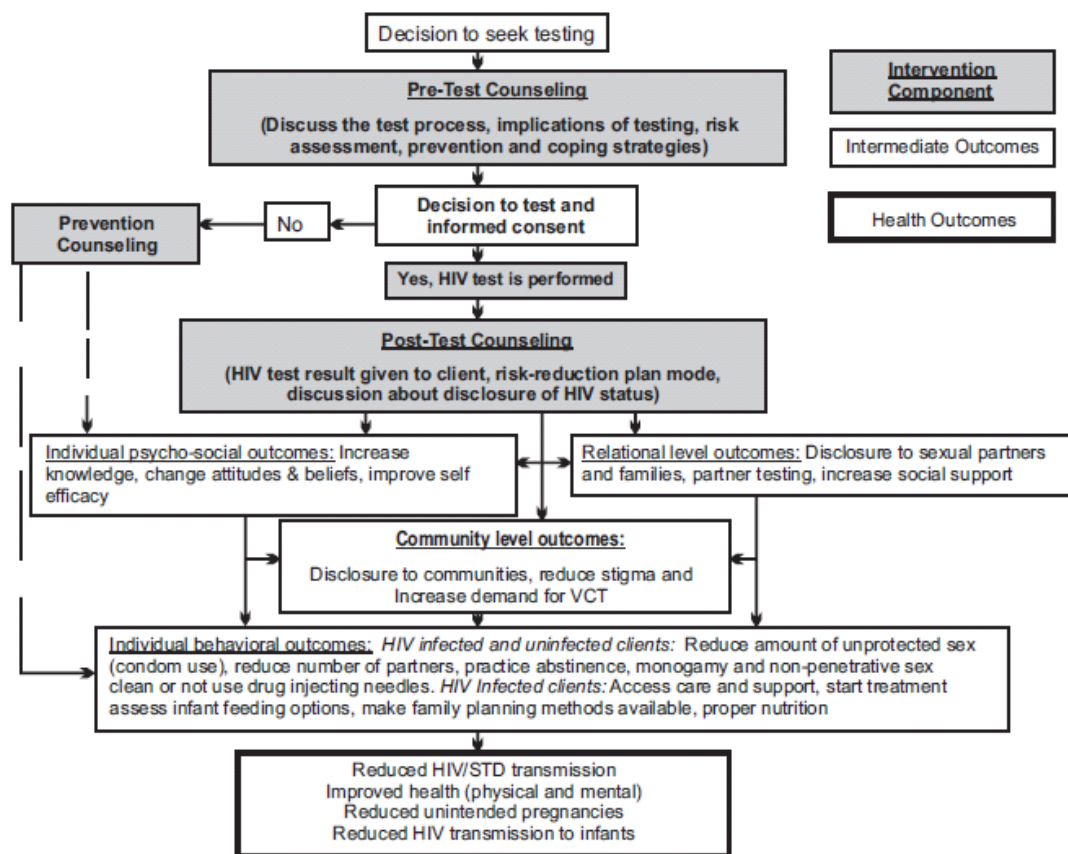 Decision to seek testing
Pre-Test Counseling
(Discuss the test process, implications of testing, risk
assessment, prevention and coping strategies)
Intervention
Component
Intermediate Outcomes
Health Outcomes
Decision to test and
informed consent
No
Prevention
Counseling
Yes, HIV test is performed
Post-Test Counseling
(HIV test result given to client, risk-reduction plan mode,
discussion about disclosure of HIV status)
Individual psycho-social outcomes: Increase
knowledge, change attitudes & beliefs, improve self
efficacy
Relational level outcomes: Disclosure to sexual partners
and families, partner testing, increase social support
Community level outcomes:
Disclosure to communities, reduce stigma and
Increase demand for VCT
Individual behavioral outcomes: HIV infected and uninfected clients: Reduce amount of unprotected sex
(condom use), reduce number of partners, practice abstinence, monogamy and non-penetrative sex
clean or not use drug injecting needles. HIV Infected clients: Access care and support, start treatment
assess infant feeding options, make family planning methods available, proper nutrition
Reduced HIV/STD transmission
Improved health (physical and mental)
Reduced unintended pregnancies
Reduced HIV transmission to infants